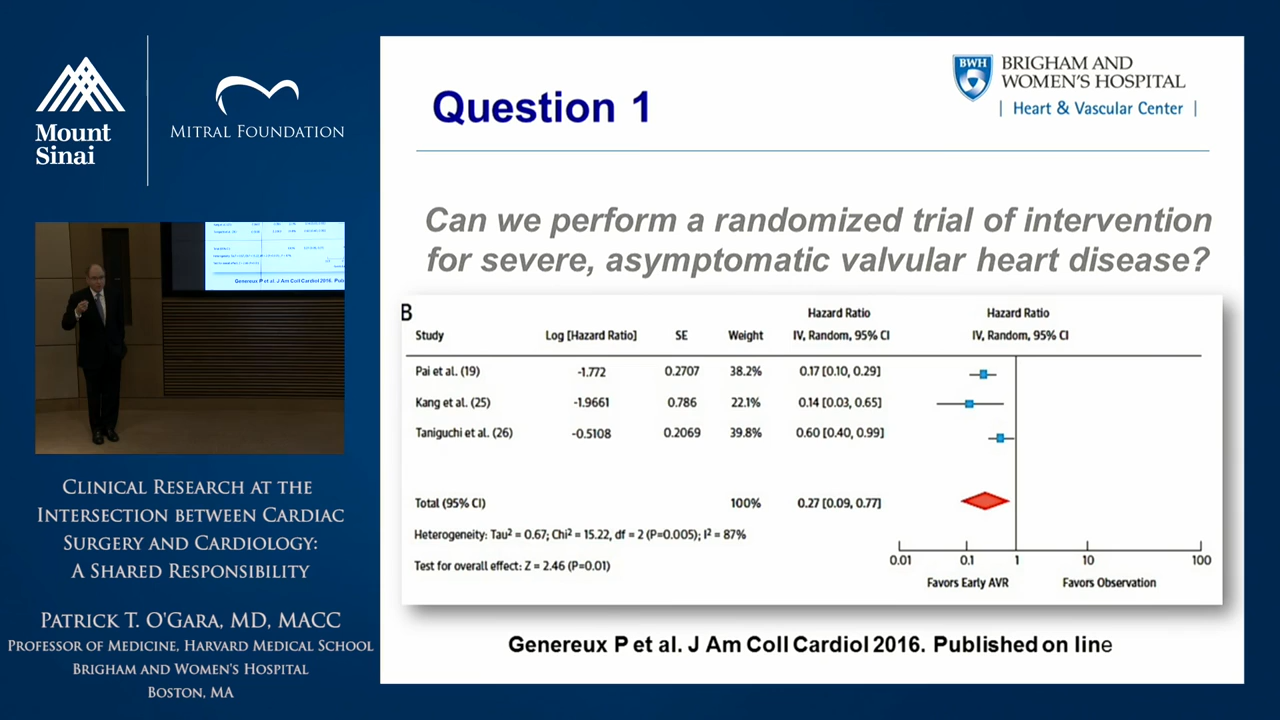 Mount
Sinai
MITRAL FOUNDATION
BWH
BRIGHAM AND
WOMEN'S HOSPITAL
| Heart & Vascular Center |
Question 1
Can we perform a randomized trial of intervention
for severe, asymptomatic valvular heart disease?
B
Hazard Ratio Hazard Ratio
Study Log [Hazard Ratio] SE Weight IV, Random, 95% CI IV, Random, 95% CI
Pai et al. (19) -1.772 0.2707 38.2% 0.17 [0.10, 0.29]
Kang et al. (25) -1.9661 0.786 22.1% 0.14 [0.03, 0.65]
Taniguchi et al. (26) -0.5108 0.2069 39.8% 0.60 [0.40, 0.99]
Total (95% CI) 100% 0.27 [0.09, 0.77]
Heterogeneity: Tau² = 0.67; Chi² = 15.22, df = 2 (P=0.005); I² = 87%
Test for overall effect: Z = 2.46 (P=0.01)
0.01 0.1 1 10 100
Favors Early AVR Favors Observation
Genereux P et al. J Am Coll Cardiol 2016. Published on line
Genereux P et al. J Am Coll Cardiol 2016. Publ
CLINICAL RESEARCH AT THE
INTERSECTION BETWEEN CARDIAC
SURGERY AND CARDIOLOGY:
A SHARED RESPONSIBILITY
PATRICK T. O'GARA, MD, MACC
PROFESSOR OF MEDICINE, HARVARD MEDICAL SCHOOL
BRIGHAM AND WOMEN'S HOSPITAL
BOSTON, MA